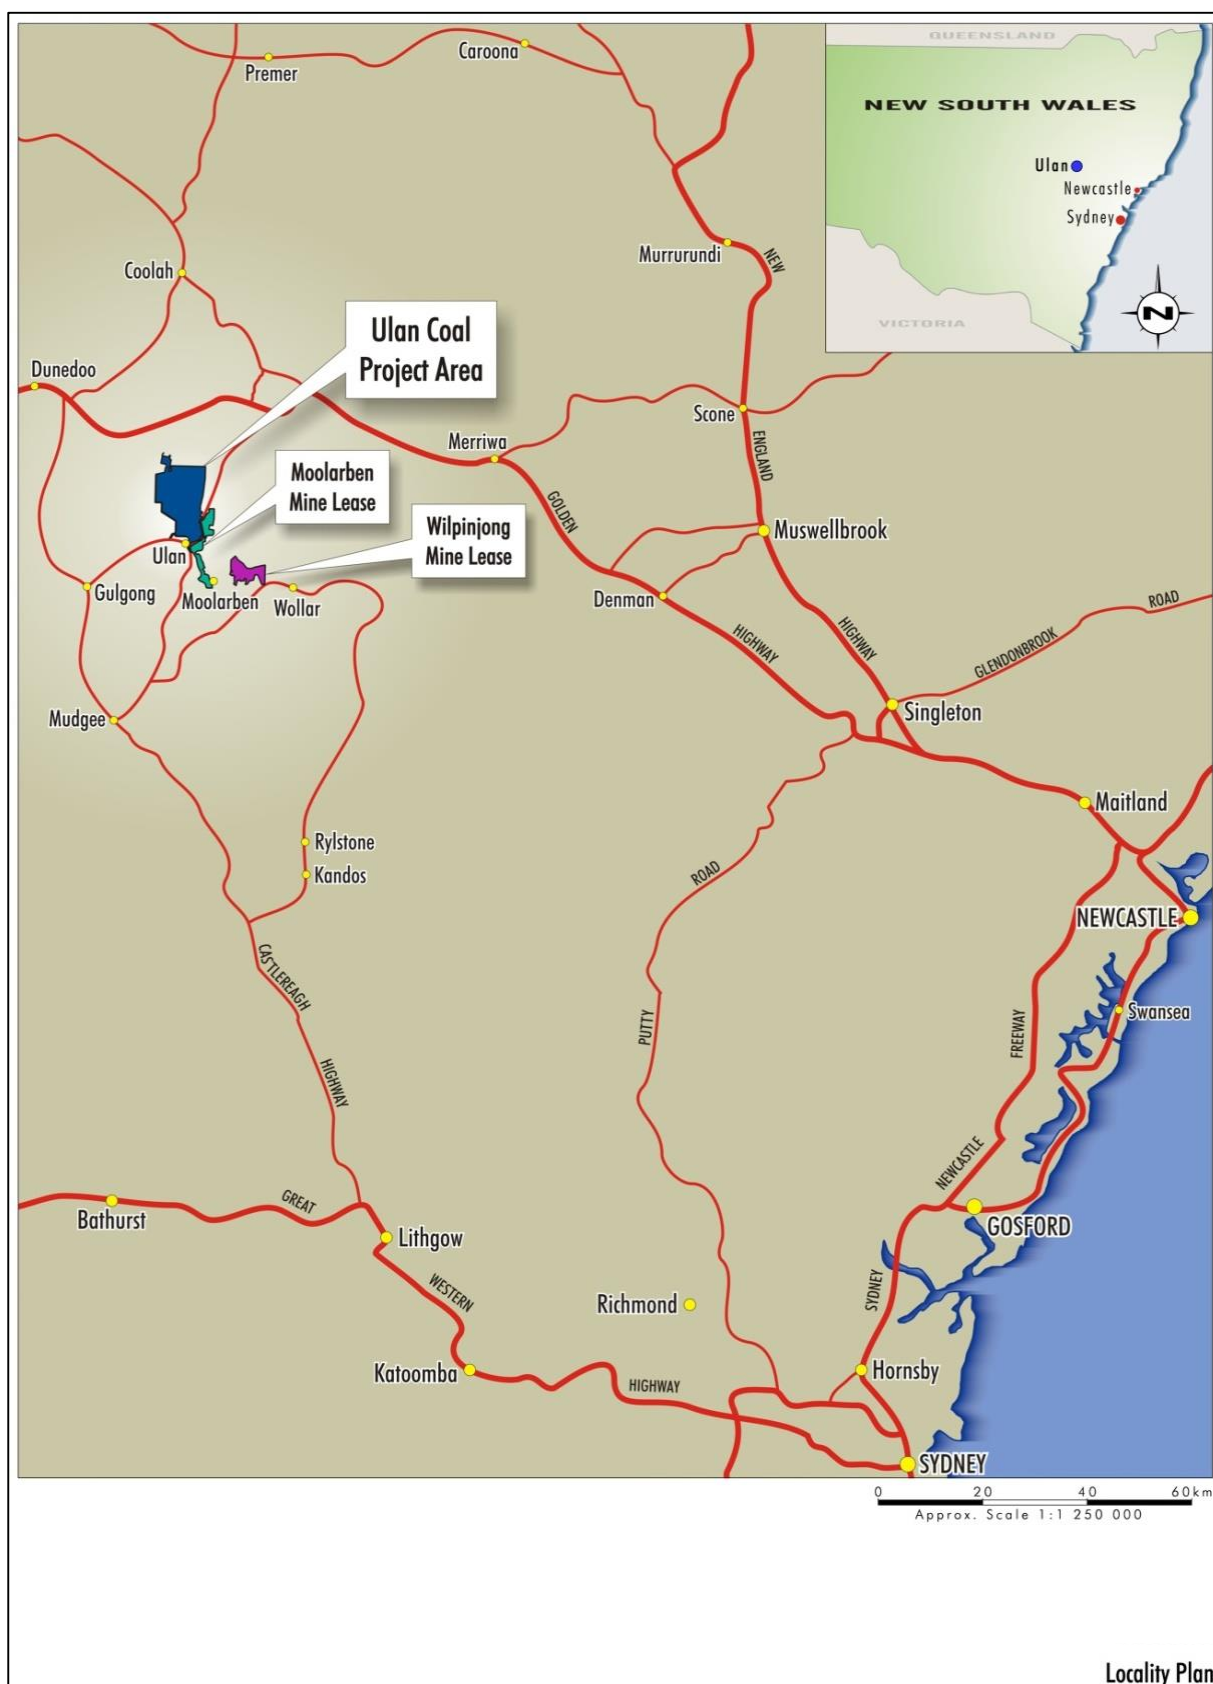 QUEENSLAND
NEW SOUTH WALES
Ulan
Newcastle
Sydney
N
VICTORIA
Premer
Caroona
Murrurundi
NEW
Coolah
Ulan Coal
Project Area
Dunedoo
Scone
Merriwa
ENGLAND
Moolarben
Mine Lease
GOLDEN
Wilpinjong
Mine Lease
Muswellbrook
Ulan
Gulgong
Moolarben
Wollar
Denman
HIGHWAY
HIGHWAY
GLENDONBROOK
ROAD
Singleton
Mudgee
Maitland
Rylstone
Kandos
ROAD
NEWCASTLE
CASTLEREAGH
HIGHWAY
PUTTY
FREEWAY
Swansea
NEWCASTLE
GREAT
Bathurst
Lithgow
GOSFORD
WESTERN
SYDNEY
Richmond
Katoomba
HIGHWAY
Hornsby
SYDNEY
0 20 40 60km
Approx. Scale 1:1 250 000
Locality Plan